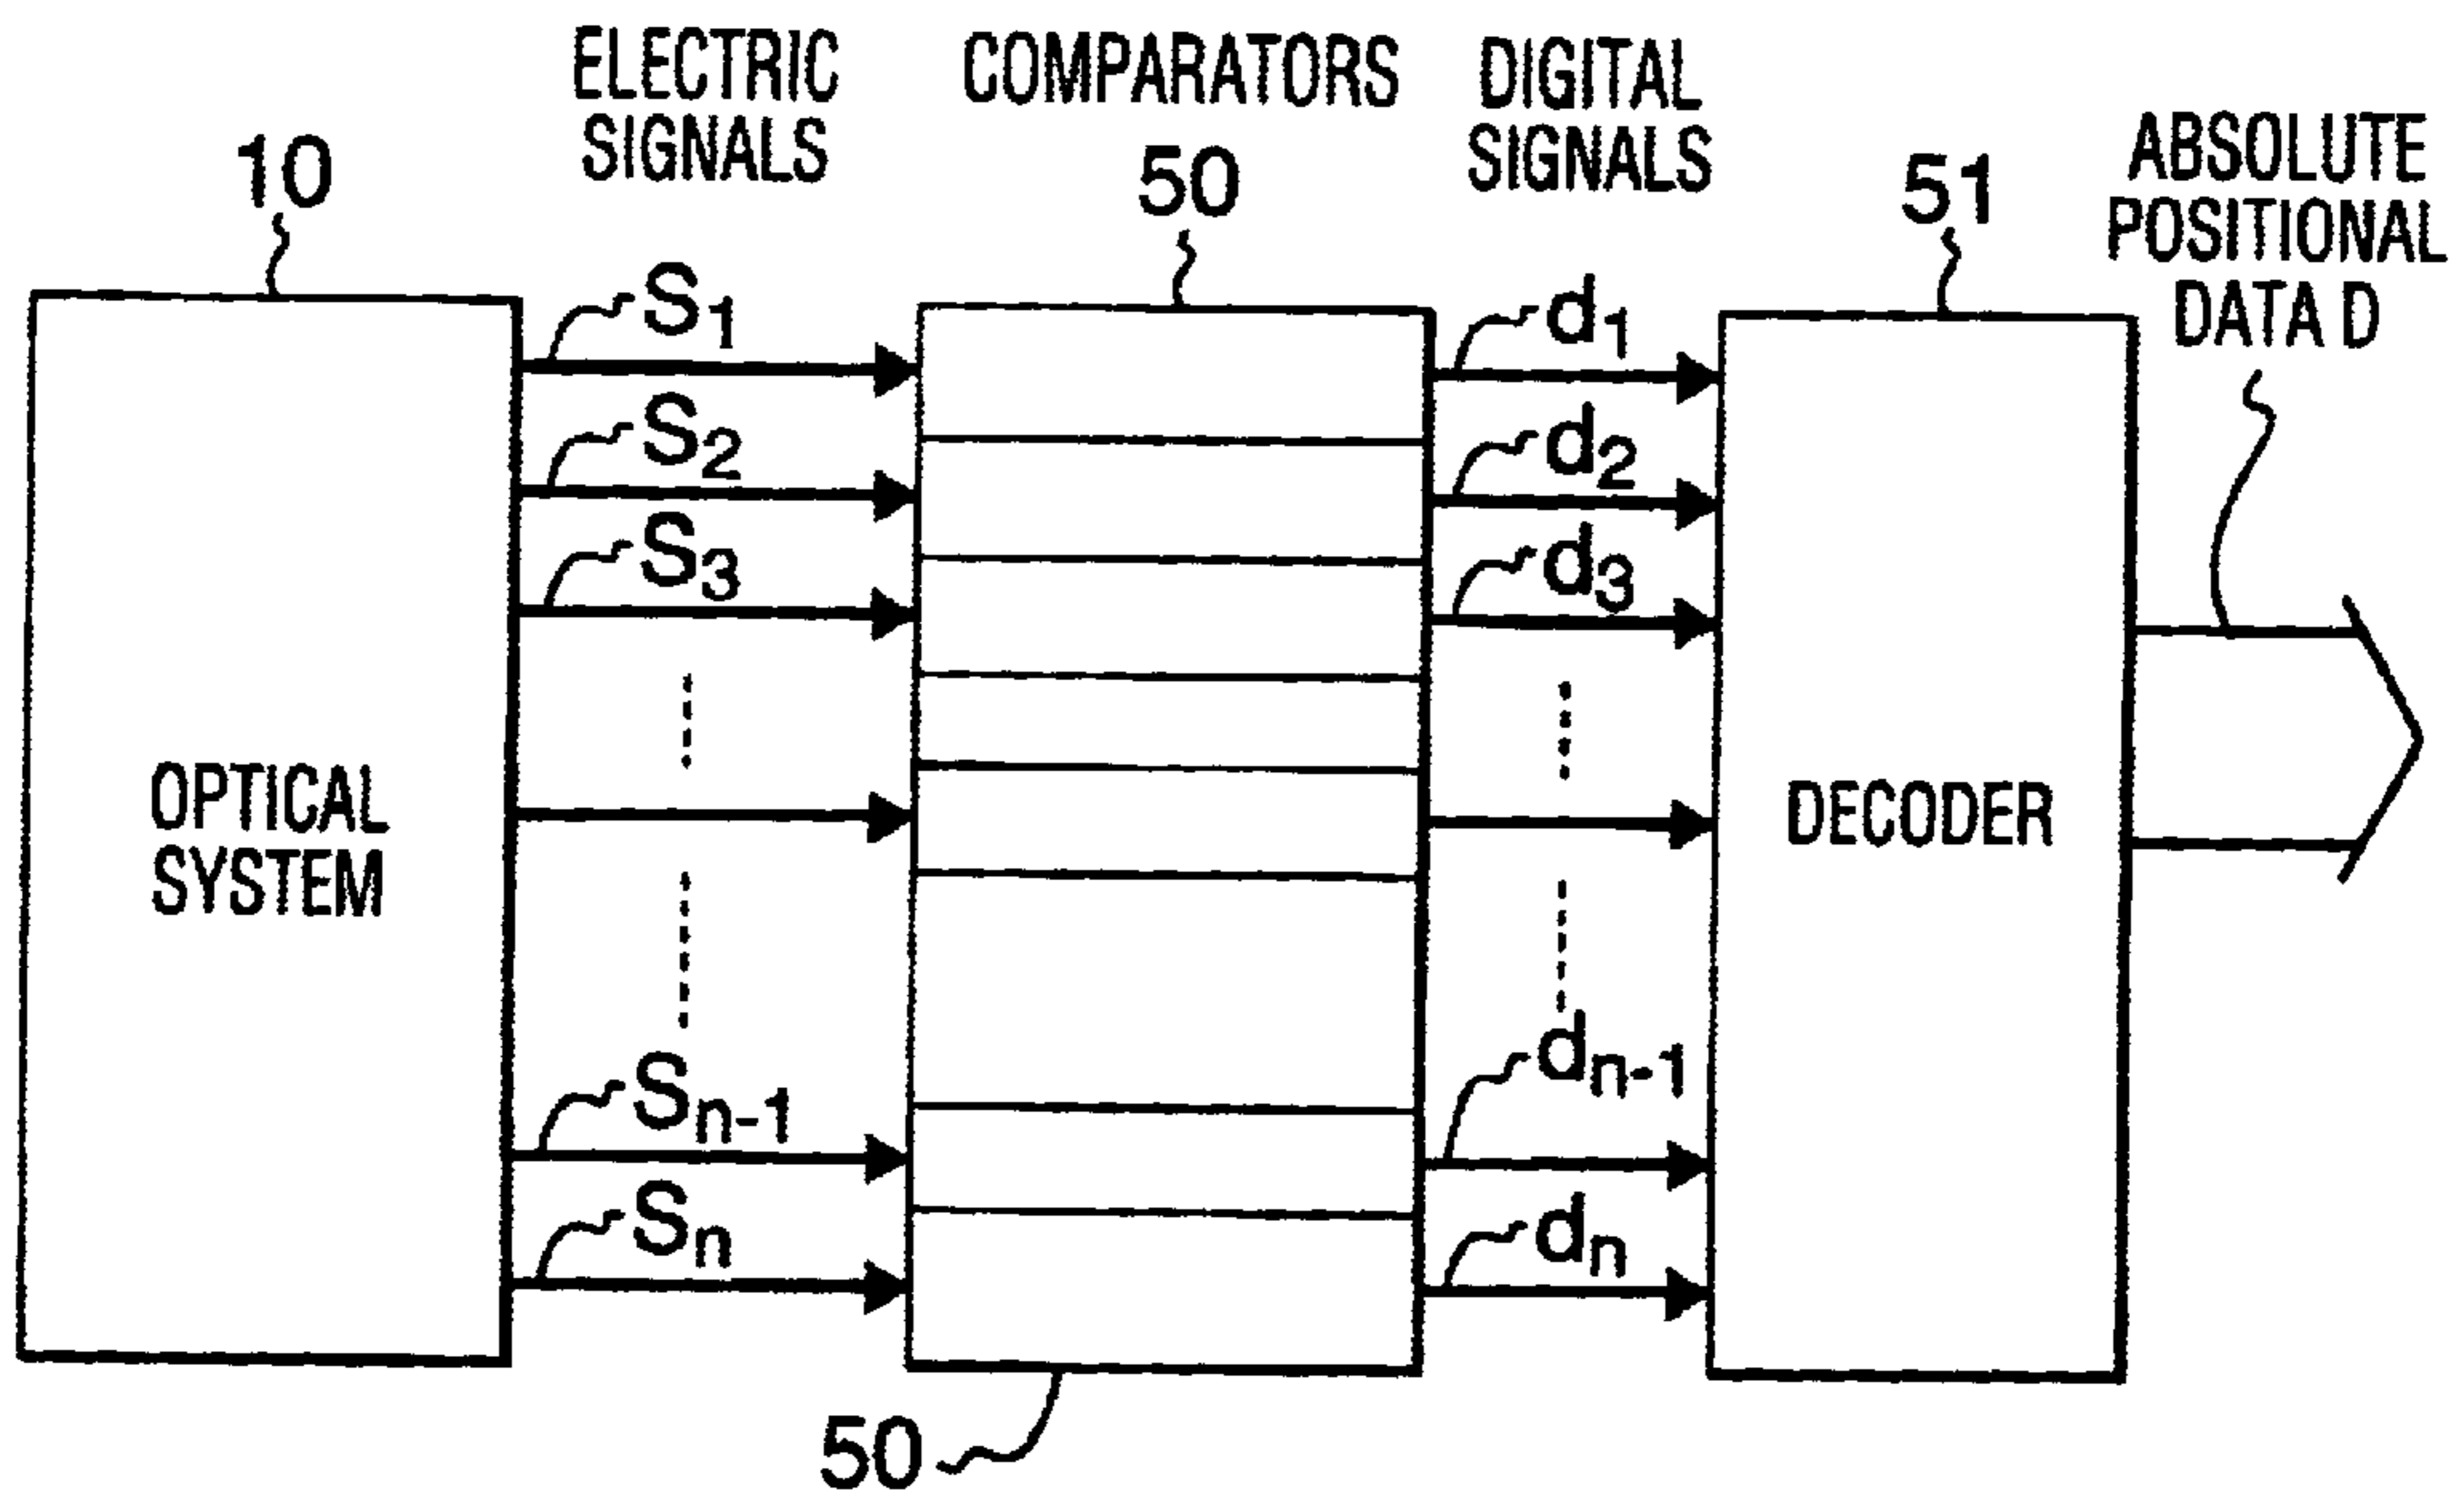 ELECTRIC
SIGNALS
COMPARATORS
DIGITAL
SIGNALS
ABSOLUTE
POSITIONAL
DATA D
10
50
51
S1
d1
S2
d2
S3
d3
OPTICAL
SYSTEM
DECODER
Sn-1
dn-1
Sn
dn
50